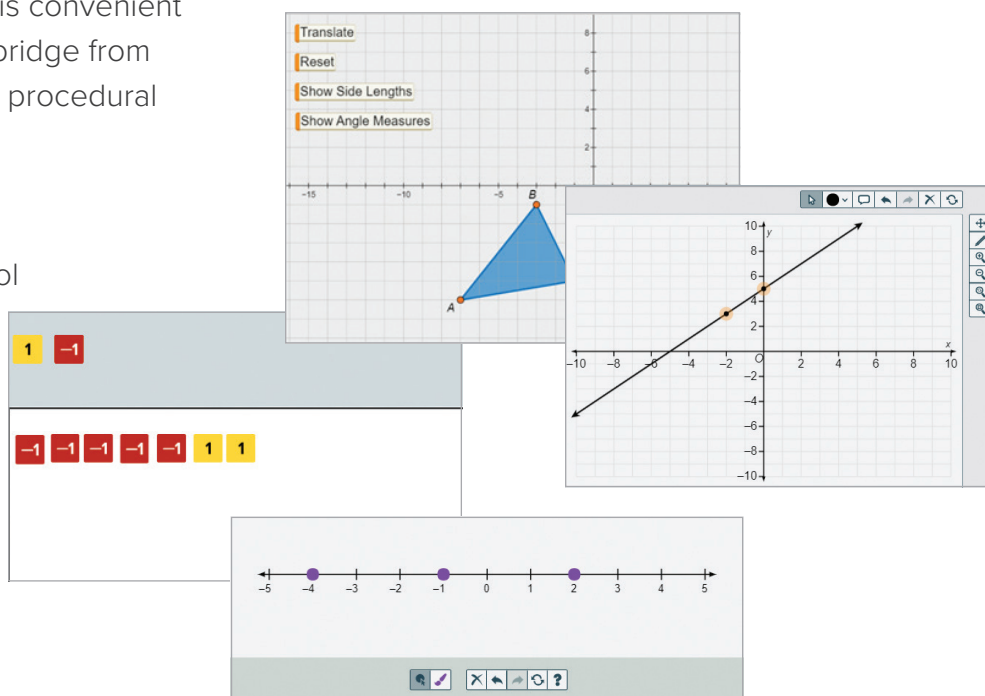 is convenient
bridge from
procedural
ol
Translate
Reset
Show Side Lengths
Show Angle Measures
8
6
4
2
−15 −10 −5
B
A
10 y
8
6
4
2
−10 −8 −6 −4 −2 O 2 4 6 8 10 x
−2
−4
−6
−8
−10
1 −1
−1 −1 −1 −1 −1 1 1
−5 −4 −3 −2 −1 0 1 2 3 4 5
?